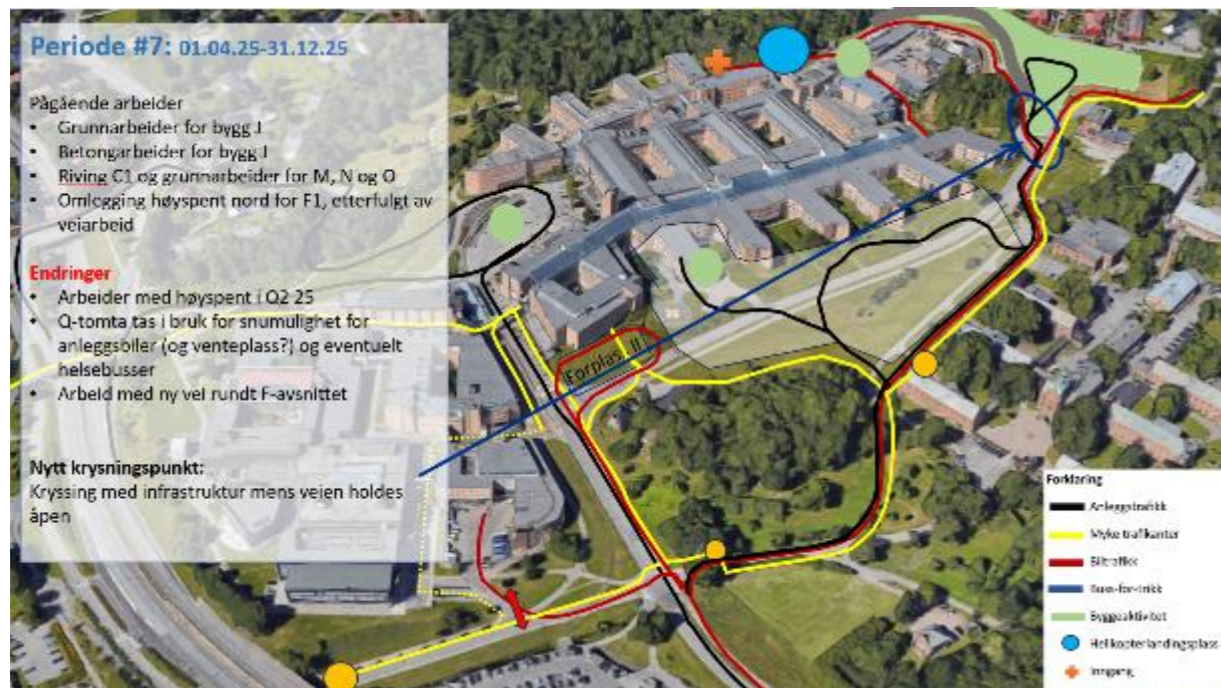 Periode #7: 01.04.25-31.12.25
Pågående arbeider
• Grunnarbeider for bygg J
• Betongarbeider for bygg J
• Riving C1 og grunnarbeider for M, N og O
• Omlegging høyspent nord for F1, etterfulgt av
veiarbeid
Endringer
• Arbeider med høyspent i Q2 25
• Q-tomta tas i bruk for snumulighet for
anleggsbiler (og venteplass?) og eventuelt
helsebusser
• Arbeid med ny vei rundt F-avsnittet
Nytt krysningspunkt:
Kryssing med infrastruktur mens veien holdes
åpen
Forplass
Forklaring
Anleggstrafikk
Myke trafikanter
Biltrafikk
Buss-for-trikk
Byggeaktivitet
Helikopterlandingsplass
Inngang